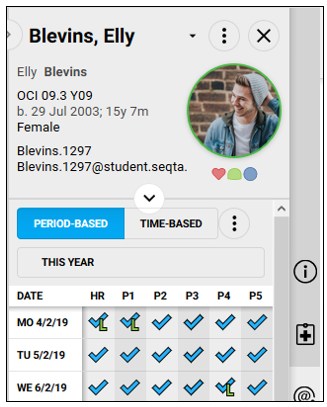 Blevins, Elly
Elly Blevins
OCI 09.3 Y09
b. 29 Jul 2003; 15y 7m
Female
Blevins.1297
Blevins.1297@student.seqta.
PERIOD-BASED TIME-BASED
THIS YEAR
DATE HR P1 P2 P3 P4 P5
MO 4/2/19 L L
TU 5/2/19
WE 6/2/19 L